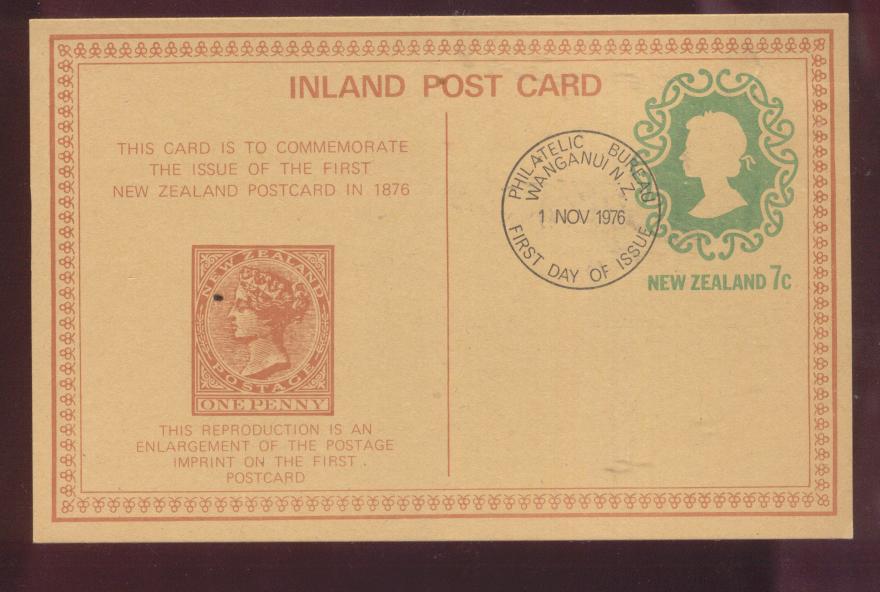 INLAND POST CARD
THIS CARD IS TO COMMEMORATE
THE ISSUE OF THE FIRST
NEW ZEALAND POSTCARD IN 1876
NEW ZEALAND
POSTAGE
ONE PENNY
THIS REPRODUCTION IS AN
ENLARGEMENT OF THE POSTAGE
IMPRINT ON THE FIRST
POSTCARD
PHILATELIC BUREAU
WANGANUI N.Z.
1 NOV 1976
FIRST DAY OF ISSUE
NEW ZEALAND 7c